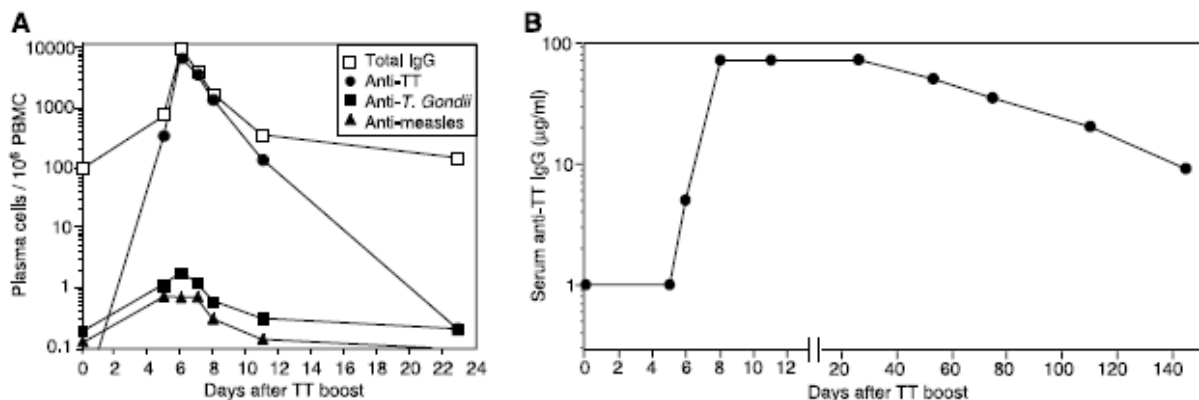 A
Plasma cells / 10⁶ PBMC
10000
1000
100
10
1
0.1
Total IgG
Anti-TT
Anti-T. Gondii
Anti-measles
0 2 4 6 8 10 12 14 16 18 20 22 24
Days after TT boost
B
Serum anti-TT IgG (µg/ml)
100
10
1
0 2 4 6 8 10 12 20 40 60 80 100 120 140
Days after TT boost